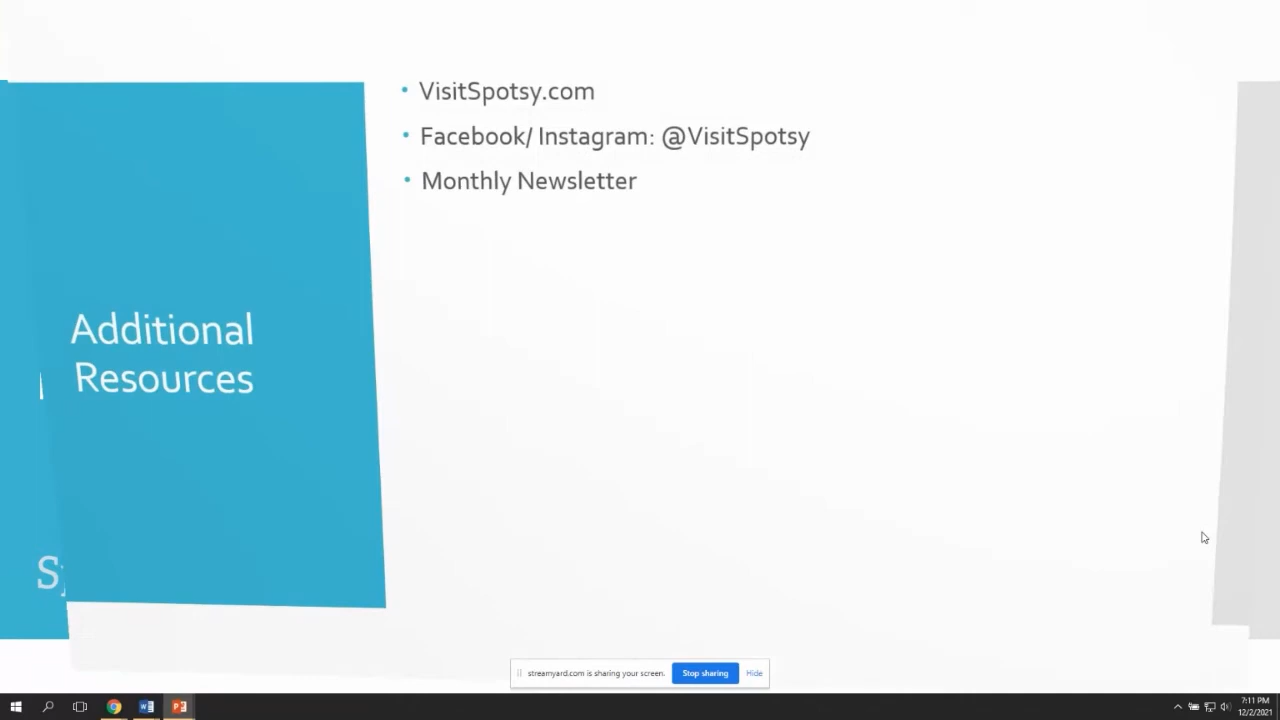 VisitSpotsy.com
Facebook/ Instagram: @VisitSpotsy
Monthly Newsletter
Additional
Resources
streamyard.com is sharing your screen.
Stop sharing
Hide
7:11 PM
12/2/2021